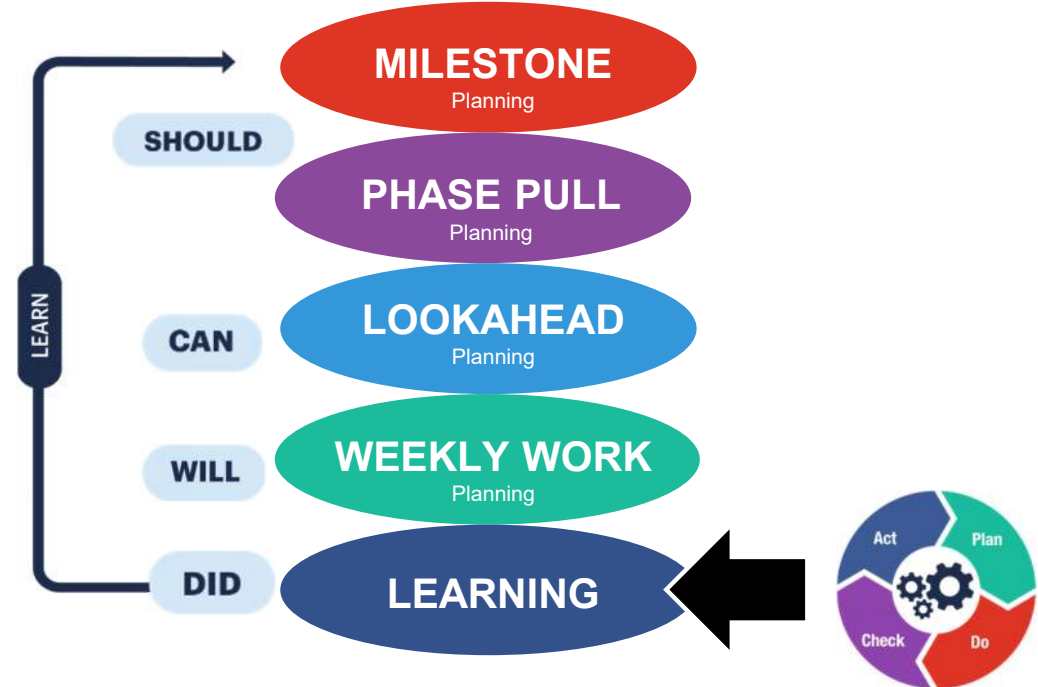 MILESTONE
Planning
SHOULD
PHASE PULL
Planning
LEARN
CAN
LOOKAHEAD
Planning
WILL
WEEKLY WORK
Planning
DID
LEARNING
Act
Plan
Check
Do